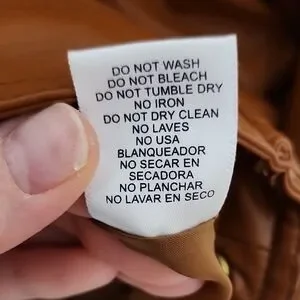 DO NOT WASH
DO NOT BLEACH
DO NOT TUMBLE DRY
NO IRON
DO NOT DRY CLEAN
NO LAVES
NO USA
BLANQUEADOR
NO SECAR EN
SECADORA
NO PLANCHAR
NO LAVAR EN SECO